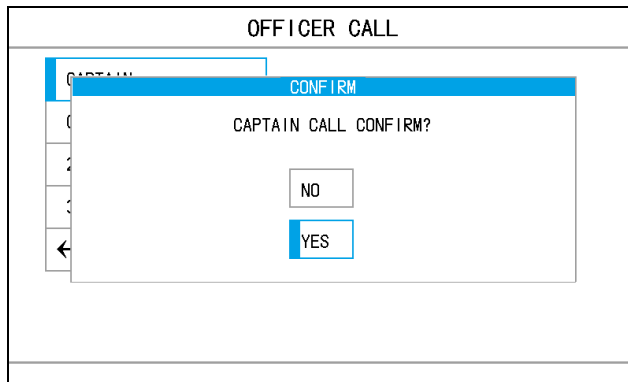 OFFICER CALL
CONFIRM
CAPTAIN CALL CONFIRM?
NO
YES
←